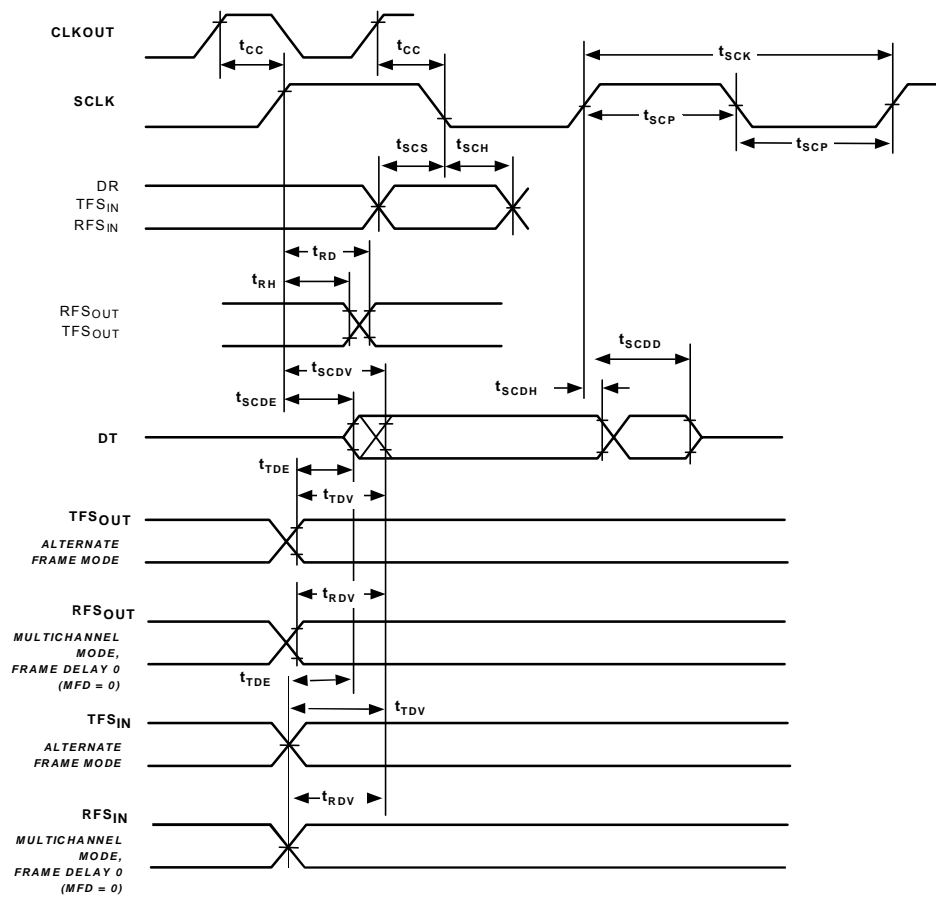 CLKOUT
tCC
tCC
tSCK
SCLK
tSCP
tSCP
tSCS
tSCH
DR
TFSIN
RFSIN
tRD
tRH
RFSOUT
TFSOUT
tSCDD
tSCDV
tSCDH
tSCDE
DT
tTDE
tTDV
TFSOUT
ALTERNATE
FRAME MODE
tRDV
RFSOUT
MULTICHANNEL
MODE,
FRAME DELAY 0
(MFD = 0)
tTDE
tTDV
TFSIN
ALTERNATE
FRAME MODE
tRDV
RFSIN
MULTICHANNEL
MODE,
FRAME DELAY 0
(MFD = 0)